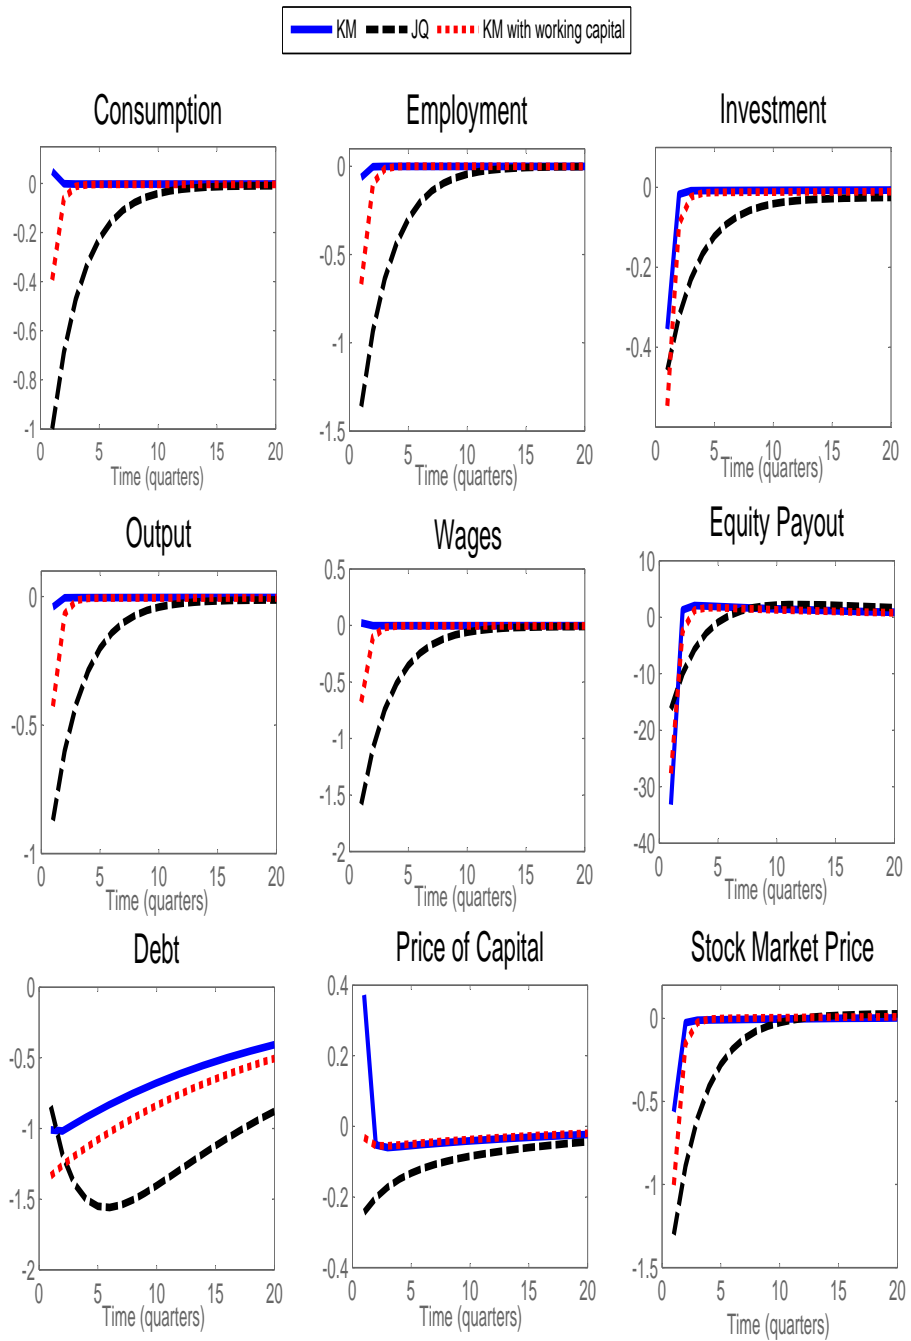 KM JQ KM with working capital
Consumption Employment Investment
0 0 0
-0.2 -0.5 -0.2
-0.4 -1 -0.4
-0.6 -1.5
-0.8
-1
0 5 10 15 20 0 5 10 15 20 0 5 10 15 20
Time (quarters) Time (quarters) Time (quarters)
Output Wages Equity Payout
0 0.5 10
-0.5 0 0
-1 -0.5 -10
-1 -20
-1.5 -30
-2 -40
0 5 10 15 20 0 5 10 15 20 0 5 10 15 20
Time (quarters) Time (quarters) Time (quarters)
Debt Price of Capital Stock Market Price
0 0.4 0
-0.5 0.2 -0.5
-1 0 -1
-1.5 -0.2 -1.5
-2 -0.4
0 5 10 15 20 0 5 10 15 20 0 5 10 15 20
Time (quarters) Time (quarters) Time (quarters)